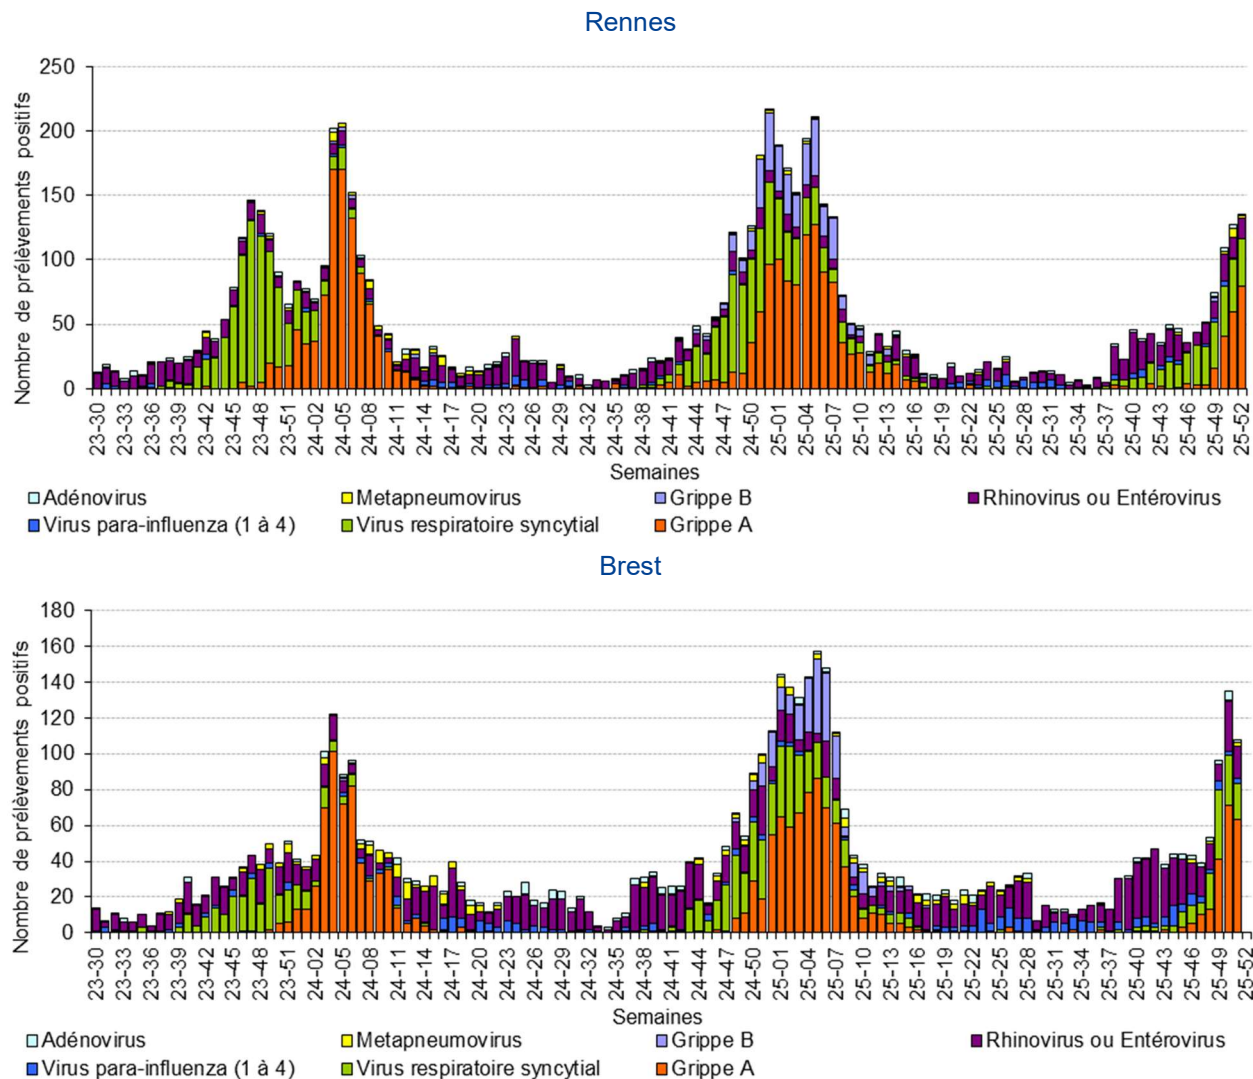 Rennes
Nombre de prélèvements positifs
250
200
150
100
50
0
23-30 23-33 23-36 23-39 23-42 23-45 23-48 23-51 24-02 24-05 24-08 24-11 24-14 24-17 24-20 24-23 24-26 24-29 24-32 24-35 24-38 24-41 24-44 24-47 24-50 25-01 25-04 25-07 25-10 25-13 25-16 25-19 25-22 25-25 25-28 25-31 25-34 25-37 25-40 25-43 25-46 25-49 25-52
Semaines
Adénovirus Metapneumovirus Grippe B Rhinovirus ou Entérovirus
Virus para-influenza (1 à 4) Virus respiratoire syncytial Grippe A
Brest
Nombre de prélèvements positifs
180
160
140
120
100
80
60
40
20
0
23-30 23-33 23-36 23-39 23-42 23-45 23-48 23-51 24-02 24-05 24-08 24-11 24-14 24-17 24-20 24-23 24-26 24-29 24-32 24-35 24-38 24-41 24-44 24-47 24-50 25-01 25-04 25-07 25-10 25-13 25-16 25-19 25-22 25-25 25-28 25-31 25-34 25-37 25-40 25-43 25-46 25-49 25-52
Semaines
Adénovirus Metapneumovirus Grippe B Rhinovirus ou Entérovirus
Virus para-influenza (1 à 4) Virus respiratoire syncytial Grippe A